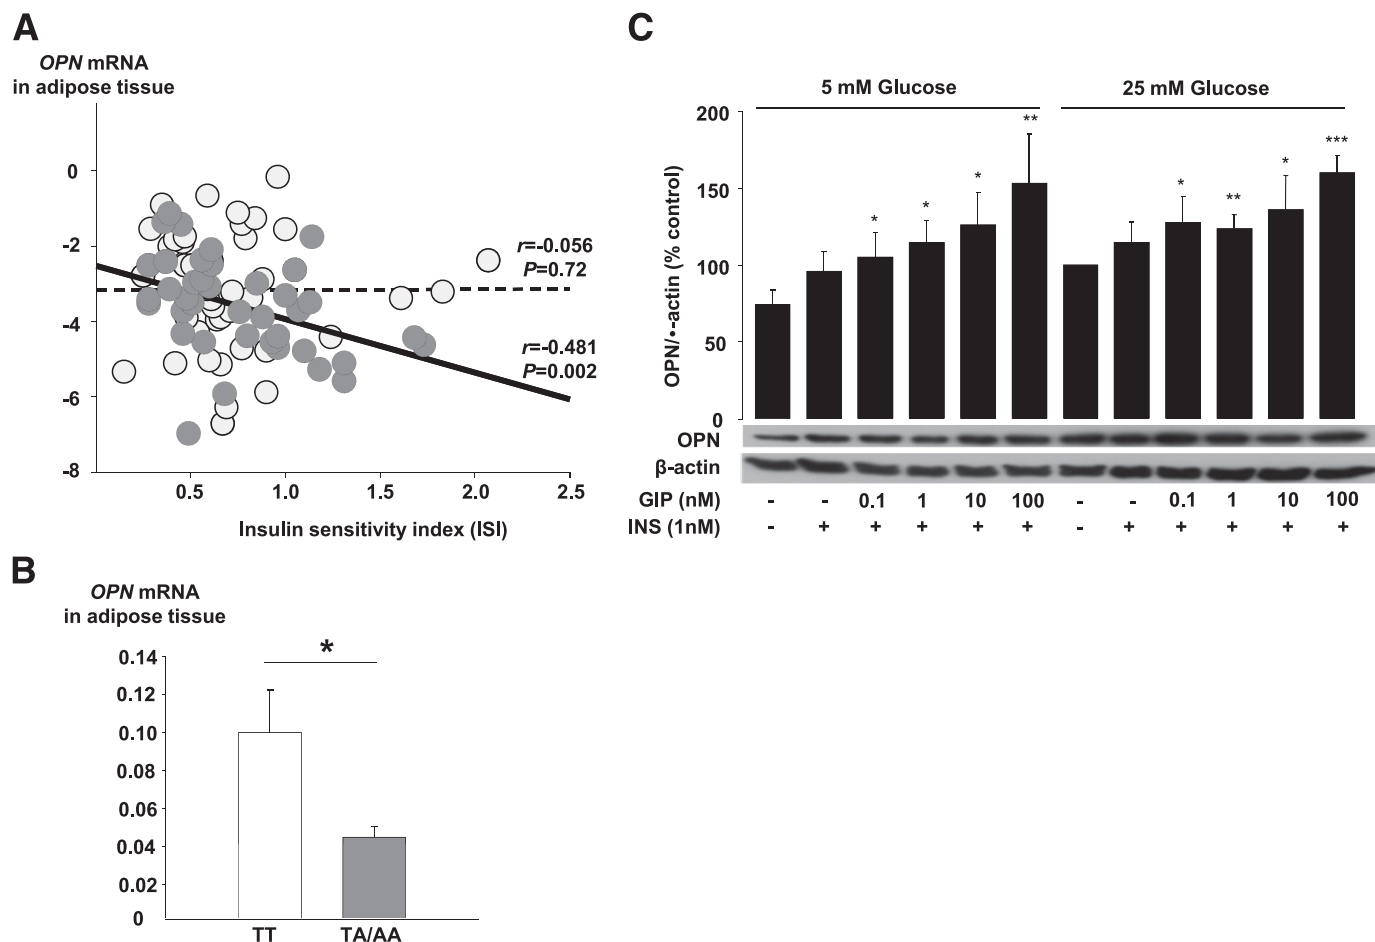 A
OPN mRNA
in adipose tissue
0
-2
-4
-6
-8
r=-0.056
P=0.72
r=-0.481
P=0.002
0.5 1.0 1.5 2.0 2.5
Insulin sensitivity index (ISI)
B
OPN mRNA
in adipose tissue
*
0.14
0.12
0.10
0.08
0.06
0.04
0.02
0
TT TA/AA
C
5 mM Glucose 25 mM Glucose
OPN/•-actin (% control)
200
150
100
50
0
* * * ** * ** * ***
OPN
β-actin
GIP (nM) - - 0.1 1 10 100 - - 0.1 1 10 100
INS (1nM) - + + + + + - + + + + +